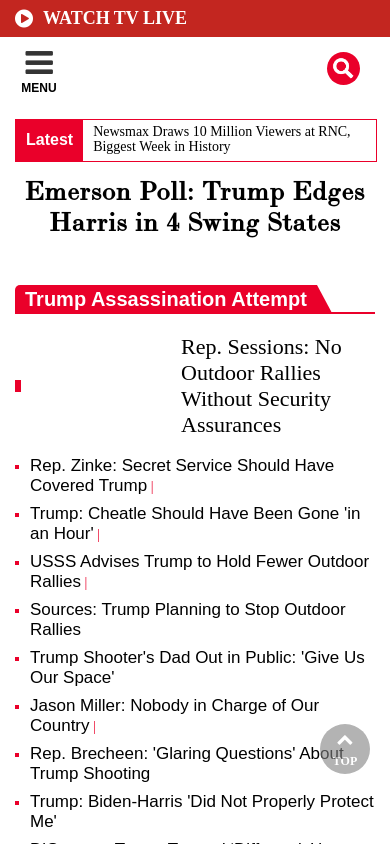 WATCH TV LIVE
MENU
Latest
Newsmax Draws 10 Million Viewers at RNC,
Biggest Week in History
Emerson Poll: Trump Edges
Harris in 4 Swing States
Trump Assassination Attempt
Rep. Sessions: No
Outdoor Rallies
Without Security
Assurances
Rep. Zinke: Secret Service Should Have
Covered Trump |
Trump: Cheatle Should Have Been Gone 'in
an Hour' |
USSS Advises Trump to Hold Fewer Outdoor
Rallies |
Sources: Trump Planning to Stop Outdoor
Rallies
Trump Shooter's Dad Out in Public: 'Give Us
Our Space'
Jason Miller: Nobody in Charge of Our
Country |
Rep. Brecheen: 'Glaring Questions' About
Trump Shooting
TOP
Trump: Biden-Harris 'Did Not Properly Protect
Me'